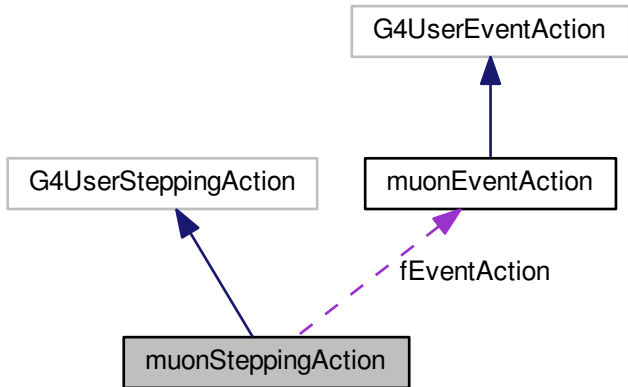 G4UserEventAction
G4UserSteppingAction
muonEventAction
fEventAction
muonSteppingAction